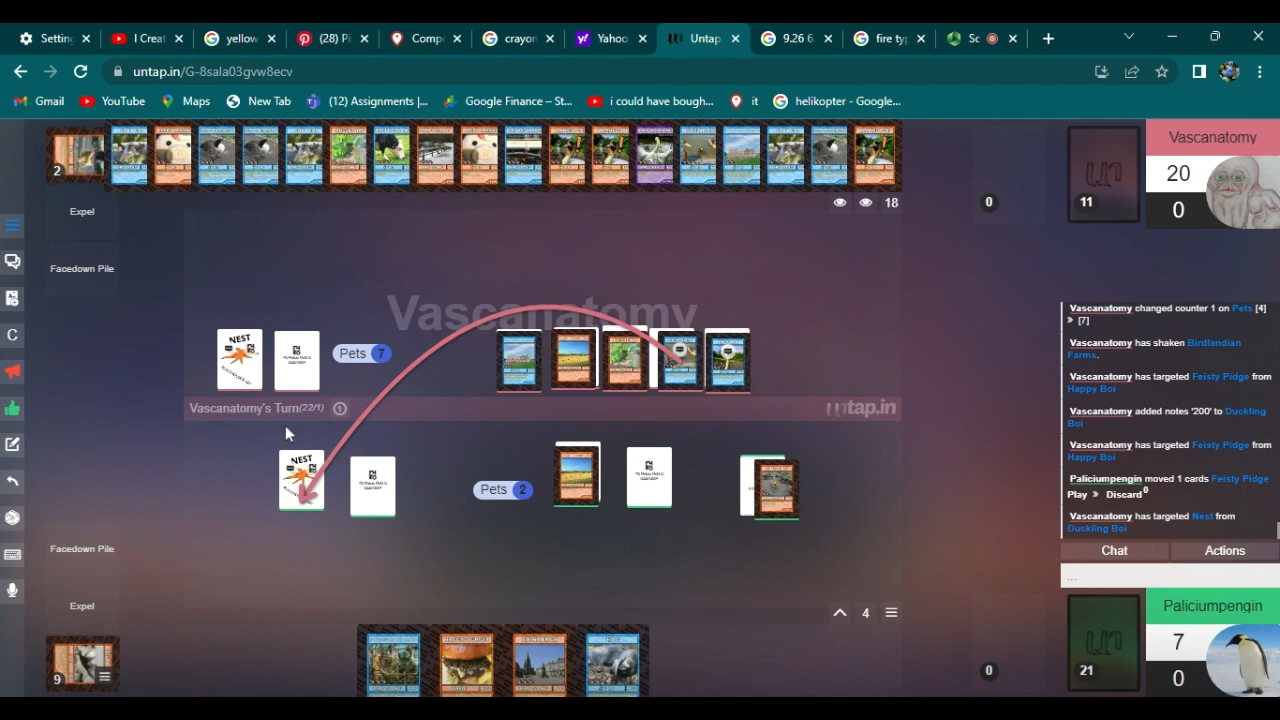 Settin
I Creat
yellow
(28) Pi
Comp
crayor
Yahoo
Untap.
9.26 6.
fire ty
Sc
untap.in/G-8sala03gvw8ecv
Gmail
YouTube
Maps
New Tab
(12) Assignments |...
Google Finance – St...
i could have bough...
it
helikopter - Google...
2
Expel
Facedown Pile
18
0
11
Vascanatomy
20
0
Vascanatomy
NEST
Pets 7
Vascanatomy's Turn(22/1)
1
untap.in
NEST
Pets 2
Vascanatomy changed counter 1 on Pets [4]
» [7]
Vascanatomy has shaken Birdlandian
Farms.
Vascanatomy has targeted Feisty Pidge from
Happy Boi
Vascanatomy added notes '200' to Duckling
Boi
Vascanatomy has targeted Feisty Pidge from
Happy Boi
Paliciumpengin moved 1 cards Feisty Pidge
Play » Discard0
Vascanatomy has targeted Nest from
Duckling Boi
Chat
Actions
...
Facedown Pile
Expel
4
9
0
21
Paliciumpengin
7
0
C